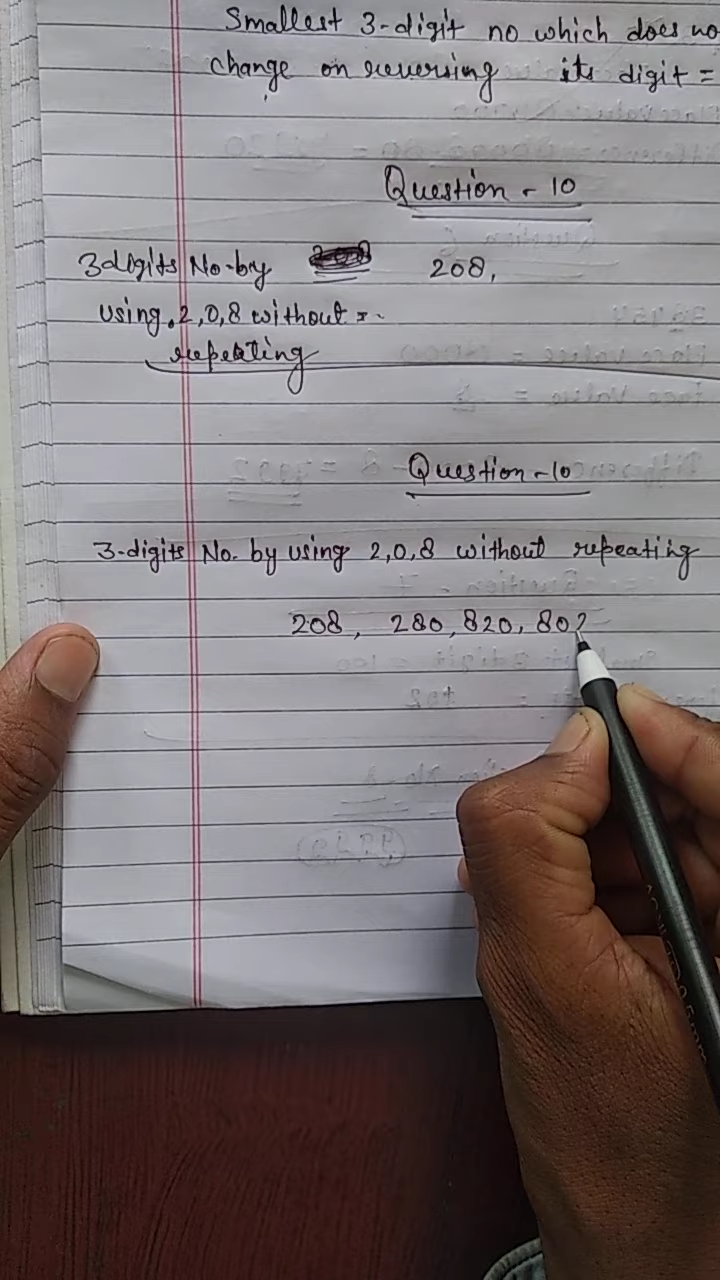 Smallest 3-digit no which does no
change on reversing its digit =
Question - 10
3digits No. by 208,
using 2,0,8 without =
repeating
Question - 10
3-digits No. by using 2,0,8 without repeating
208, 280, 820, 802